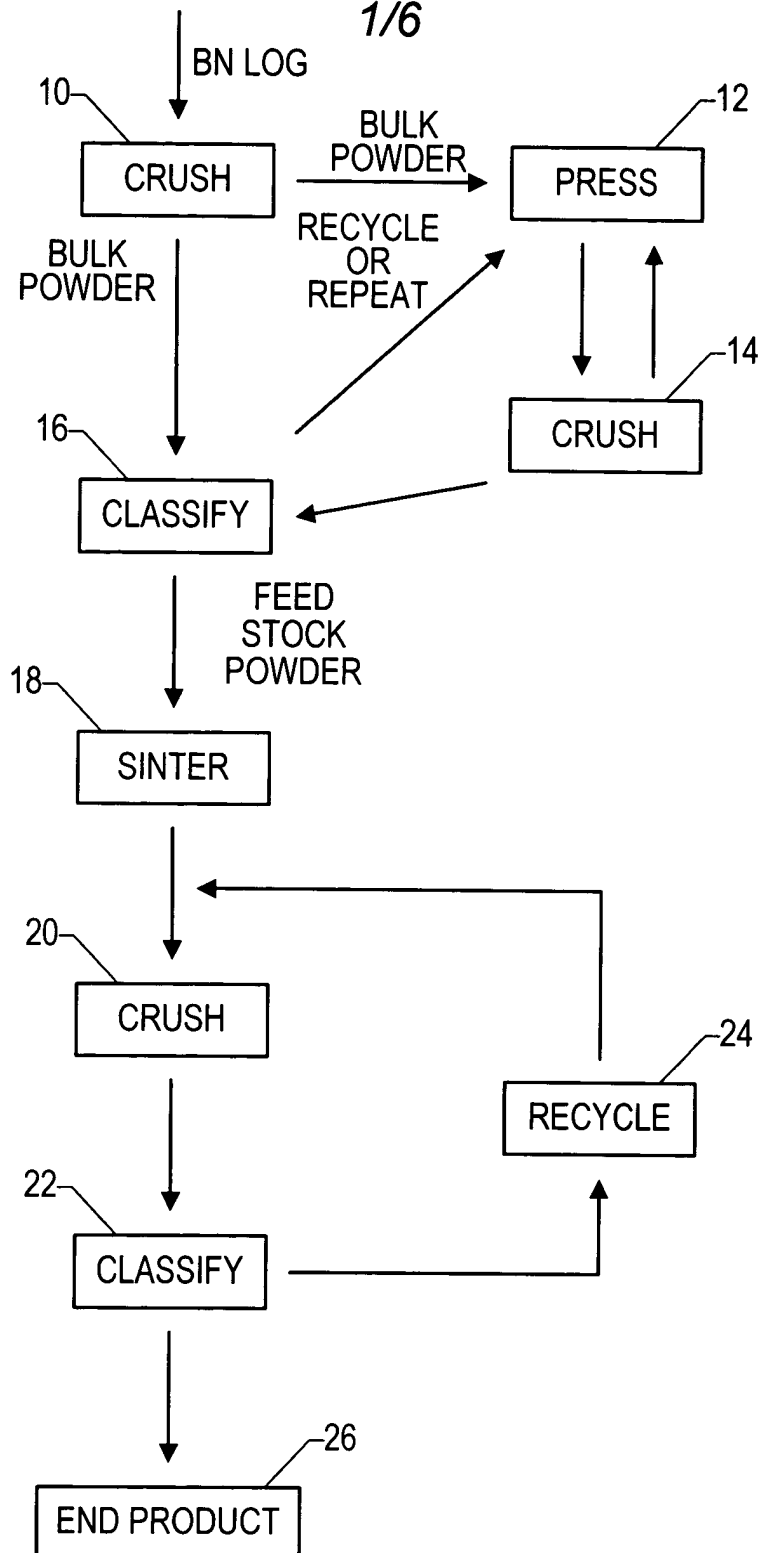 1/6
BN LOG
10
CRUSH
BULK
POWDER
12
PRESS
BULK
POWDER
RECYCLE
OR
REPEAT
14
CRUSH
16
CLASSIFY
FEED
STOCK
POWDER
18
SINTER
20
CRUSH
24
RECYCLE
22
CLASSIFY
26
END PRODUCT